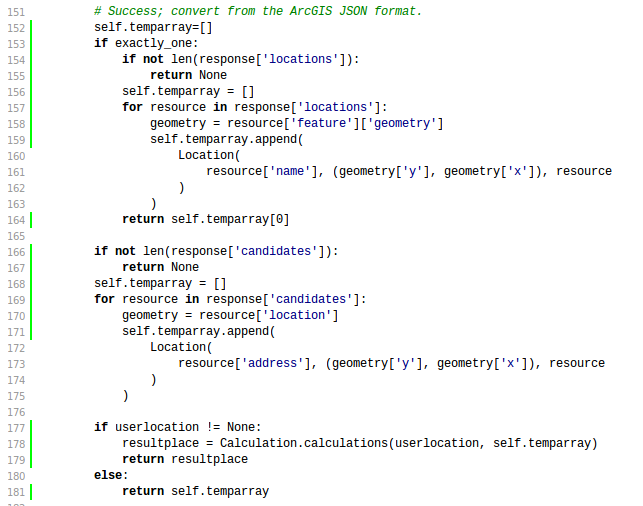 151 # Success; convert from the ArcGIS JSON format.
152 self.temparray=[]
153 if exactly_one:
154 if not len(response['locations']):
155 return None
156 self.temparray = []
157 for resource in response['locations']:
158 geometry = resource['feature']['geometry']
159 self.temparray.append(
160 Location(
161 resource['name'], (geometry['y'], geometry['x']), resource
162 )
163 )
164 return self.temparray[0]
165
166 if not len(response['candidates']):
167 return None
168 self.temparray = []
169 for resource in response['candidates']:
170 geometry = resource['location']
171 self.temparray.append(
172 Location(
173 resource['address'], (geometry['y'], geometry['x']), resource
174 )
175 )
176
177 if userlocation != None:
178 resultplace = Calculation.calculations(userlocation, self.temparray)
179 return resultplace
180 else:
181 return self.temparray